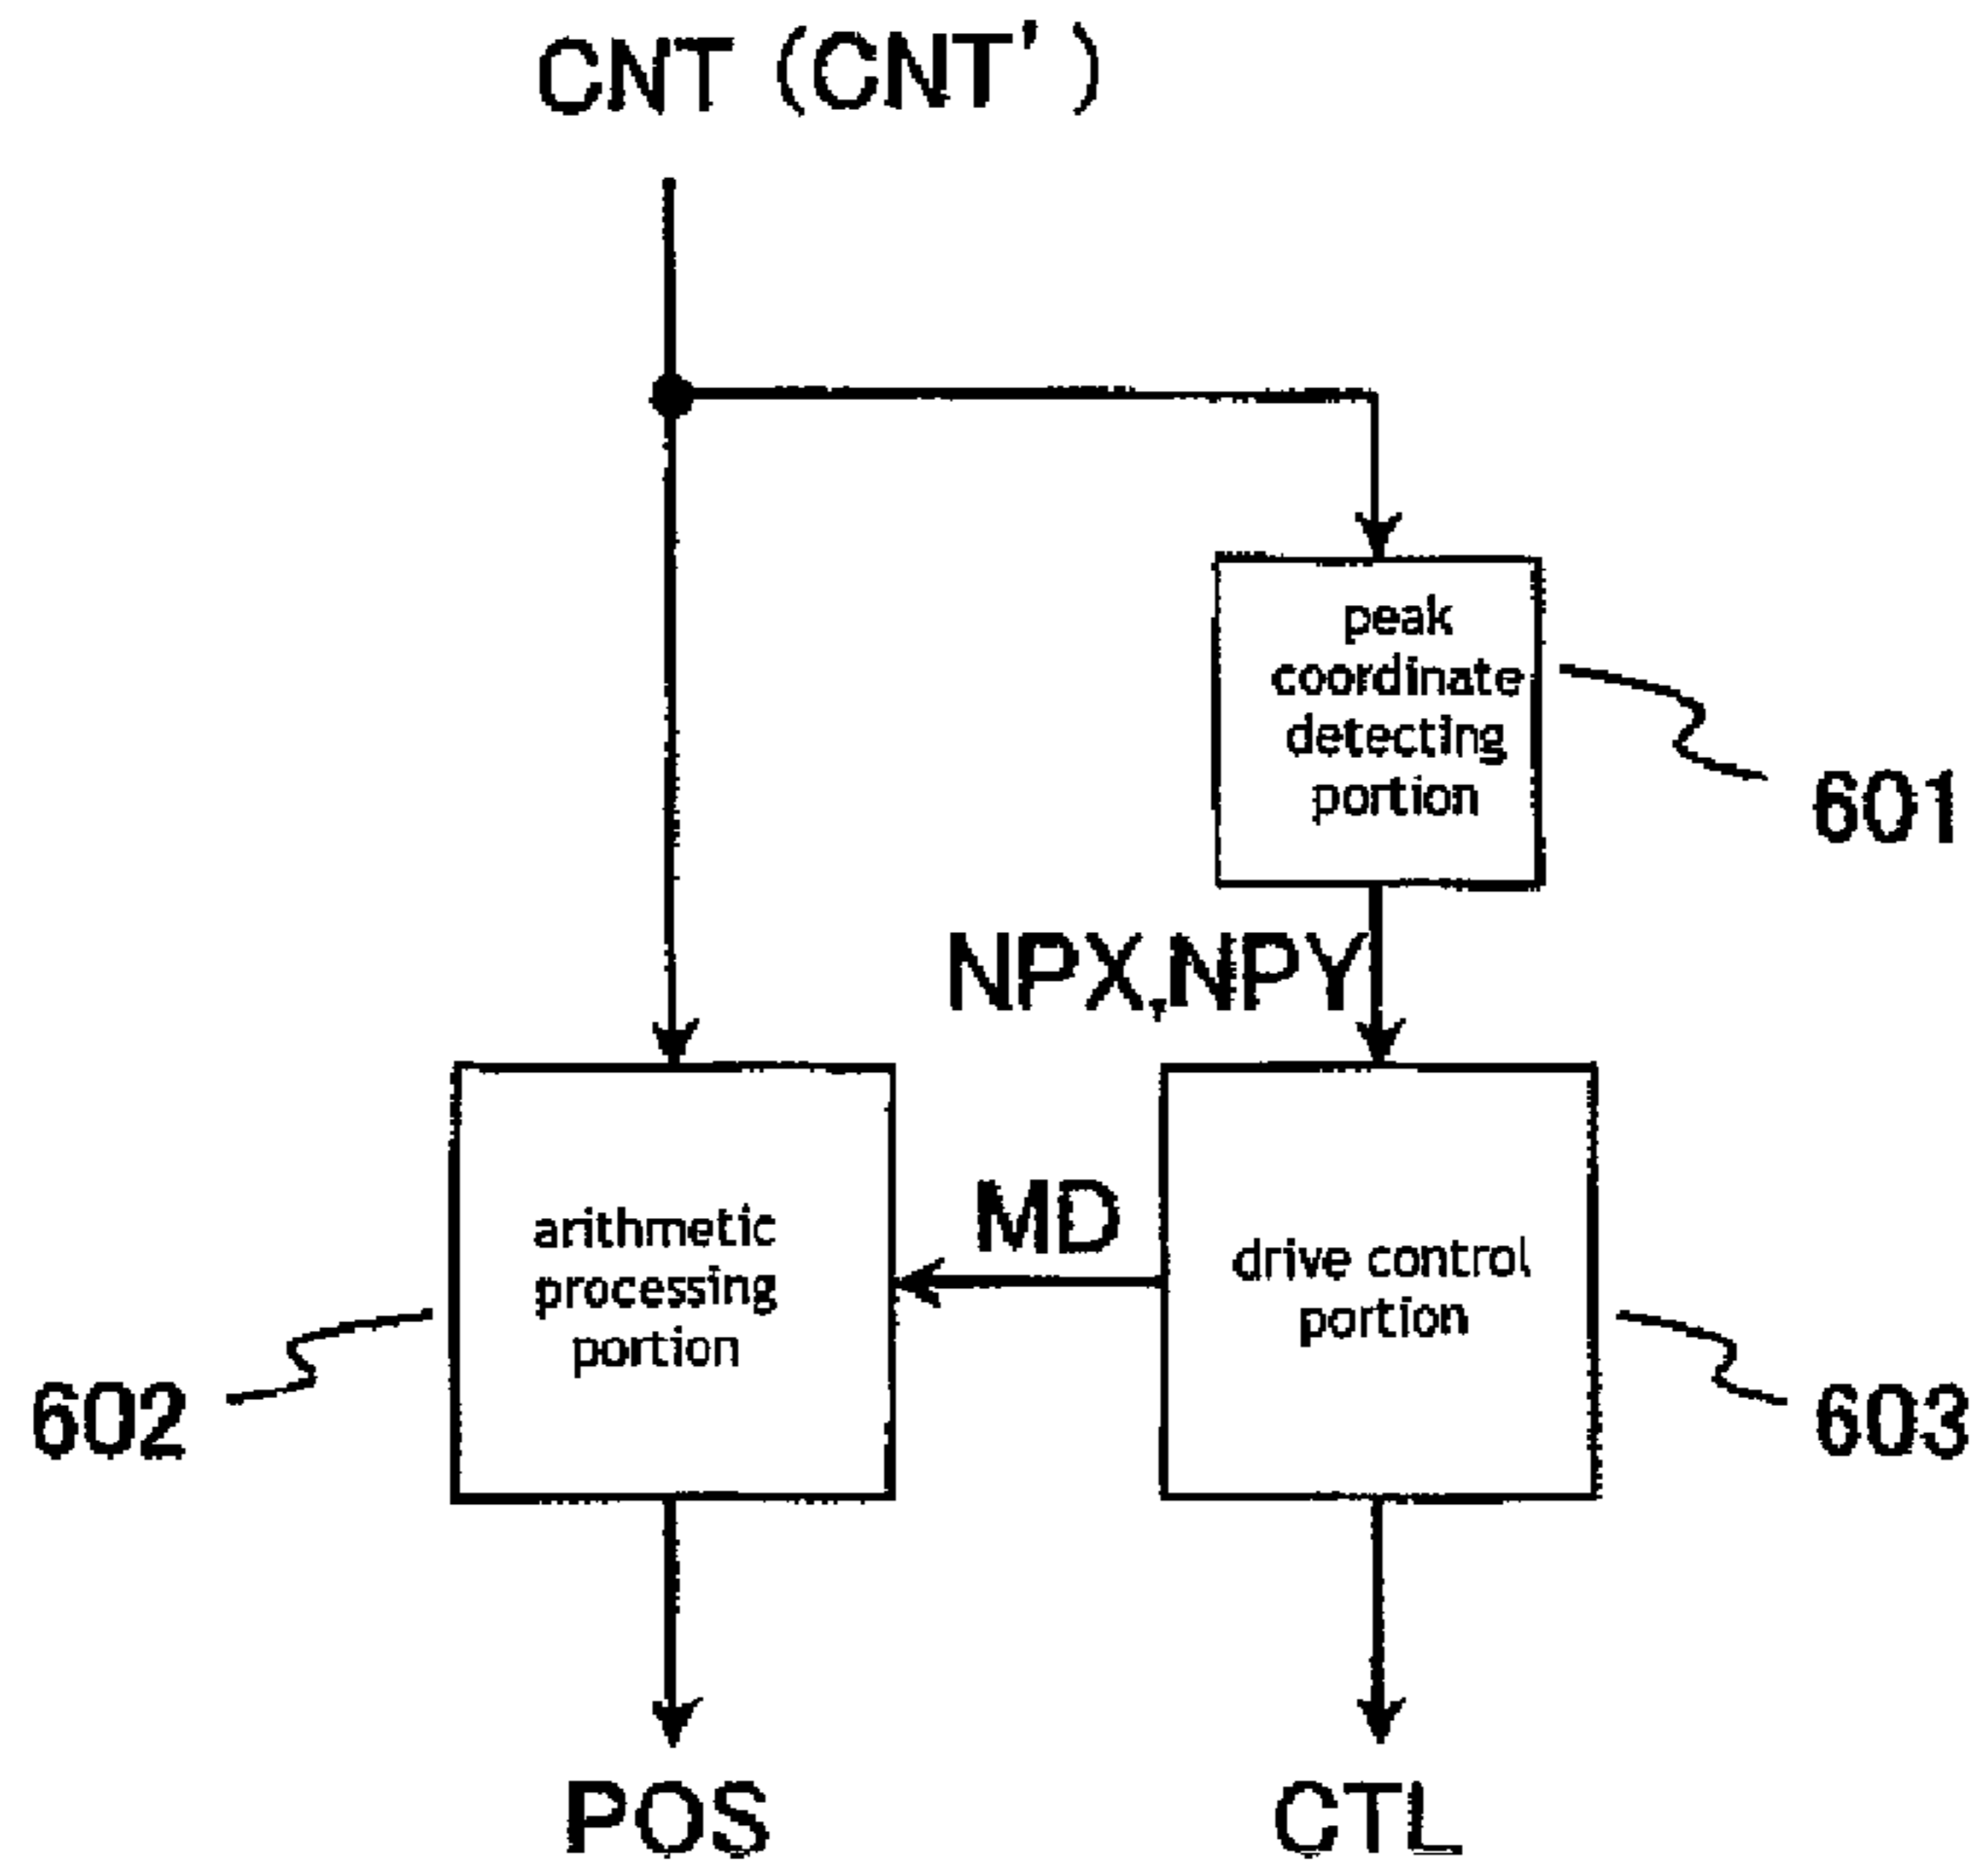 CNT (CNT')
peak
coordinate
detecting
portion
601
NPX,NPY
arithmetic
processing
portion
MD
drive control
portion
602
603
POS
CTL